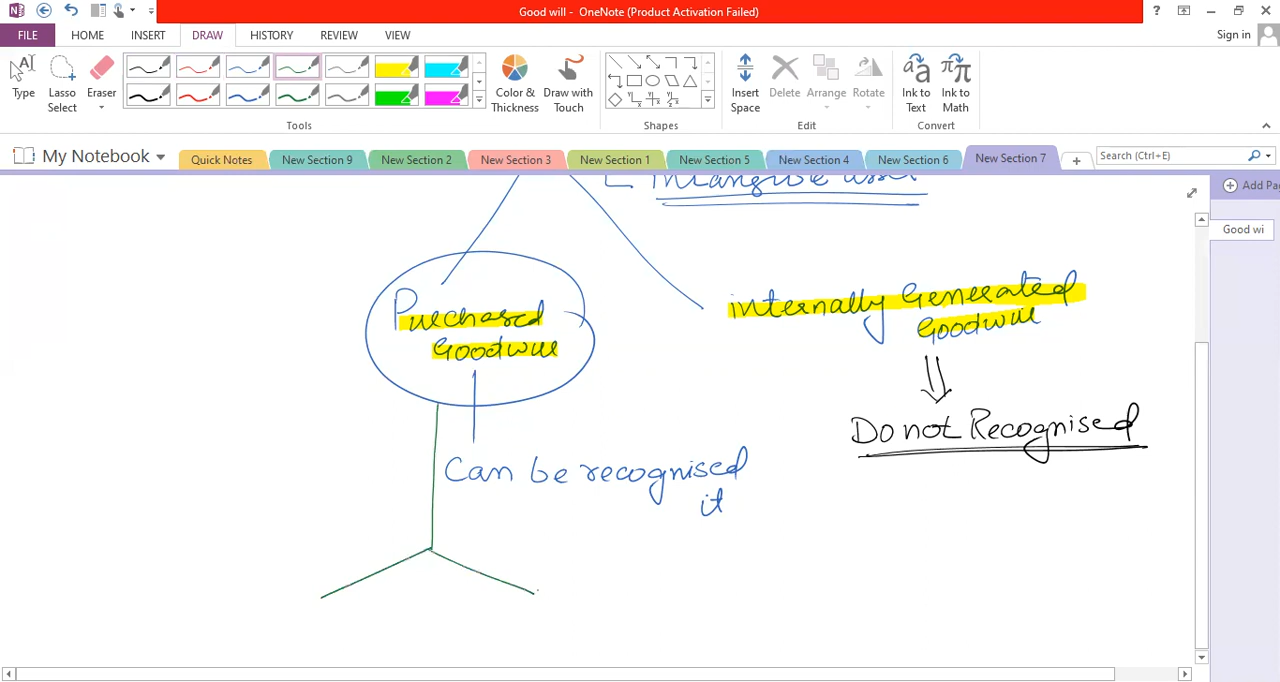 Good will - OneNote (Product Activation Failed)
?
FILE HOME INSERT DRAW HISTORY REVIEW VIEW
Sign in
Type
Lasso Select
Eraser
Color & Thickness
Draw with Touch
Insert Space
Delete
Arrange
Rotate
Ink to Text
Ink to Math
Tools
Shapes
Edit
Convert
My Notebook
Quick Notes
New Section 9
New Section 2
New Section 3
New Section 1
New Section 5
New Section 4
New Section 6
New Section 7
Search (Ctrl+E)
Add Pa
Good wi
Intangible asset
Purchased
Goodwill
internally Generated
Goodwill
Do not Recognised
Can be recognised
it